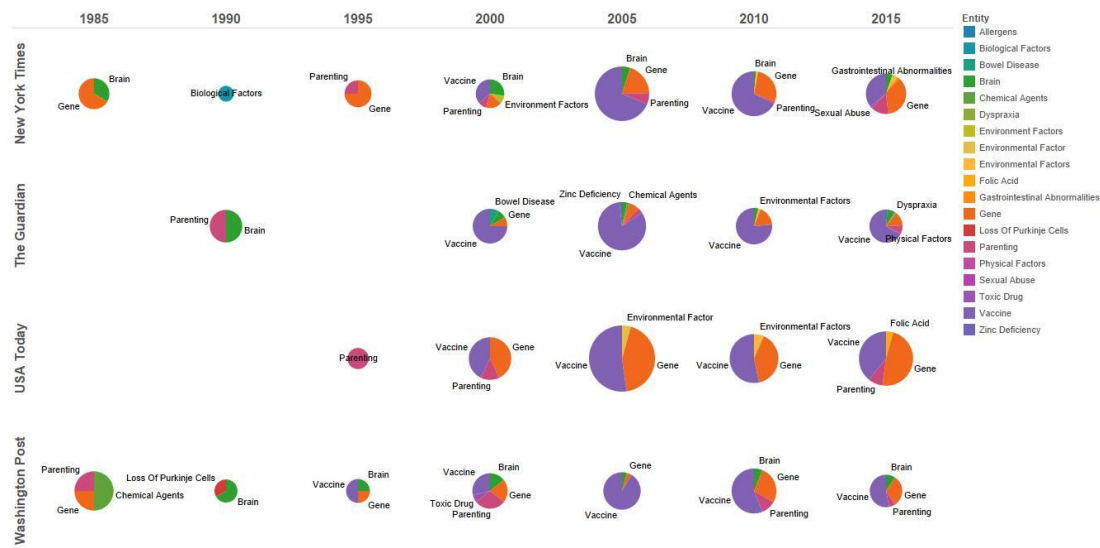 1985 1990 1995 2000 2005 2010 2015
New York Times
Brain
Gene
Biological Factors
Parenting
Gene
Vaccine
Brain
Environment Factors
Parenting
Brain
Gene
Parenting
Vaccine
Brain
Gene
Parenting
Vaccine
Gastrointestinal Abnormalities
Gene
Sexual Abuse
The Guardian
Parenting
Brain
Bowel Disease
Gene
Vaccine
Zinc Deficiency
Chemical Agents
Vaccine
Environmental Factors
Vaccine
Dyspraxia
Vaccine
Physical Factors
USA Today
Parenting
Vaccine
Gene
Parenting
Environmental Factor
Vaccine
Gene
Environmental Factors
Vaccine
Gene
Folic Acid
Vaccine
Gene
Parenting
Washington Post
Parenting
Chemical Agents
Gene
Loss Of Purkinje Cells
Brain
Brain
Vaccine
Gene
Vaccine
Brain
Toxic Drug
Gene
Parenting
Gene
Vaccine
Brain
Gene
Vaccine
Parenting
Brain
Vaccine
Gene
Parenting
Entity
Allergens
Biological Factors
Bowel Disease
Brain
Chemical Agents
Dyspraxia
Environment Factors
Environmental Factor
Environmental Factors
Folic Acid
Gastrointestinal Abnormalities
Gene
Loss Of Purkinje Cells
Parenting
Physical Factors
Sexual Abuse
Toxic Drug
Vaccine
Zinc Deficiency